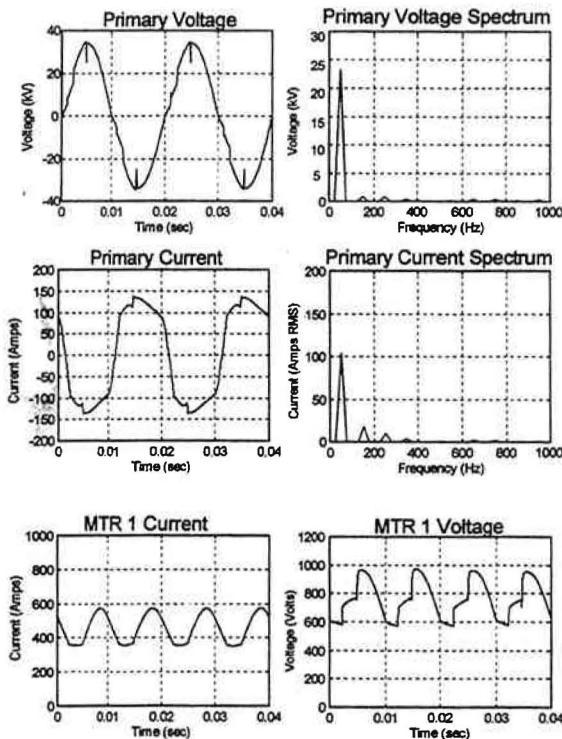 Primary Voltage
40
20
0
-20
-40
Voltage (kV)
0 0.01 0.02 0.03 0.04
Time (sec)
Primary Voltage Spectrum
30
25
20
15
10
5
0
Voltage (kV)
0 200 400 600 800 1000
Frequency (Hz)
Primary Current
200
150
100
50
0
-50
-100
-150
-200
Current (Amps)
0 0.01 0.02 0.03 0.04
Time (sec)
Primary Current Spectrum
200
150
100
50
0
Current (Amps RMS)
0 200 400 600 800 1000
Frequency (Hz)
MTR 1 Current
1000
800
600
400
200
0
Current (Amps)
0 0.01 0.02 0.03 0.04
Time (sec)
MTR 1 Voltage
1200
1000
800
600
400
200
0
Voltage (Volts)
0 0.01 0.02 0.03 0.04
Time (sec)